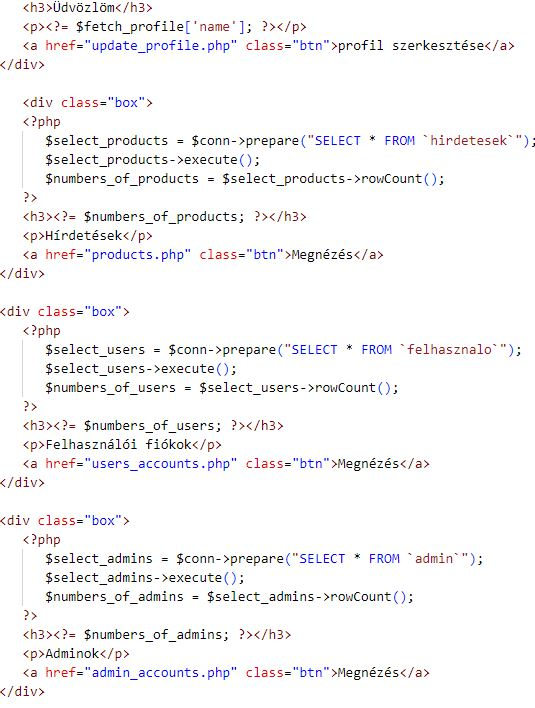 <h3>Üdvözlöm</h3>
<p><?= $fetch_profile['name']; ?></p>
<a href="update_profile.php" class="btn">profil szerkesztése</a>
</div>
<div class="box">
<?php
$select_products = $conn->prepare("SELECT * FROM `hirdetesek`");
$select_products->execute();
$numbers_of_products = $select_products->rowCount();
?>
<h3><?= $numbers_of_products; ?></h3>
<p>Hírdetések</p>
<a href="products.php" class="btn">Megnézés</a>
</div>
<div class="box">
<?php
$select_users = $conn->prepare("SELECT * FROM `felhasznalo`");
$select_users->execute();
$numbers_of_users = $select_users->rowCount();
?>
<h3><?= $numbers_of_users; ?></h3>
<p>Felhasználói fiókok</p>
<a href="users_accounts.php" class="btn">Megnézés</a>
</div>
<div class="box">
<?php
$select_admins = $conn->prepare("SELECT * FROM `admin`");
$select_admins->execute();
$numbers_of_admins = $select_admins->rowCount();
?>
<h3><?= $numbers_of_admins; ?></h3>
<p>Adminok</p>
<a href="admin_accounts.php" class="btn">Megnézés</a>
</div>